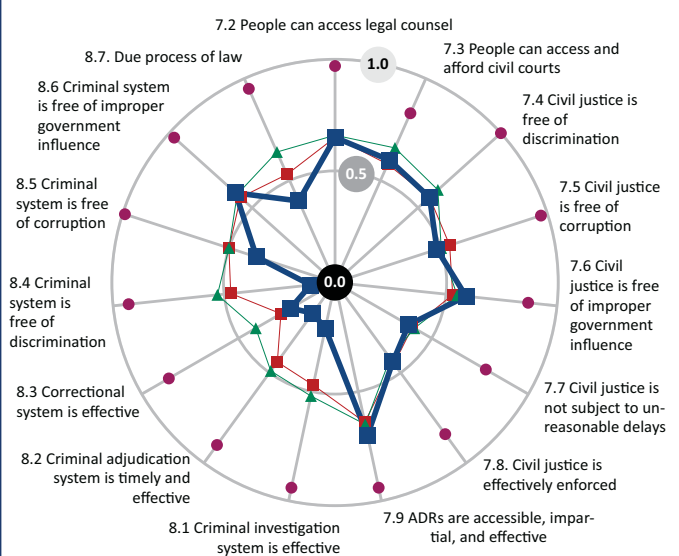 7.2 People can access legal counsel
7.3 People can access and
afford civil courts
7.4 Civil justice is
free of
discrimination
7.5 Civil justice
is free of
corruption
7.6 Civil
justice is free
of improper
government
influence
7.7 Civil justice is
not subject to un-
reasonable delays
7.8. Civil justice is
effectively enforced
7.9 ADRs are accessible, impar-
tial, and effective
8.1 Criminal investigation
system is effective
8.2 Criminal adjudication
system is timely and
effective
8.3 Correctional
system is effective
8.4 Criminal
system is
free of
discrimination
8.5 Criminal
system is free
of corruption
8.6 Criminal system
is free of improper
government
influence
8.7. Due process of law
1.0
0.5
0.0